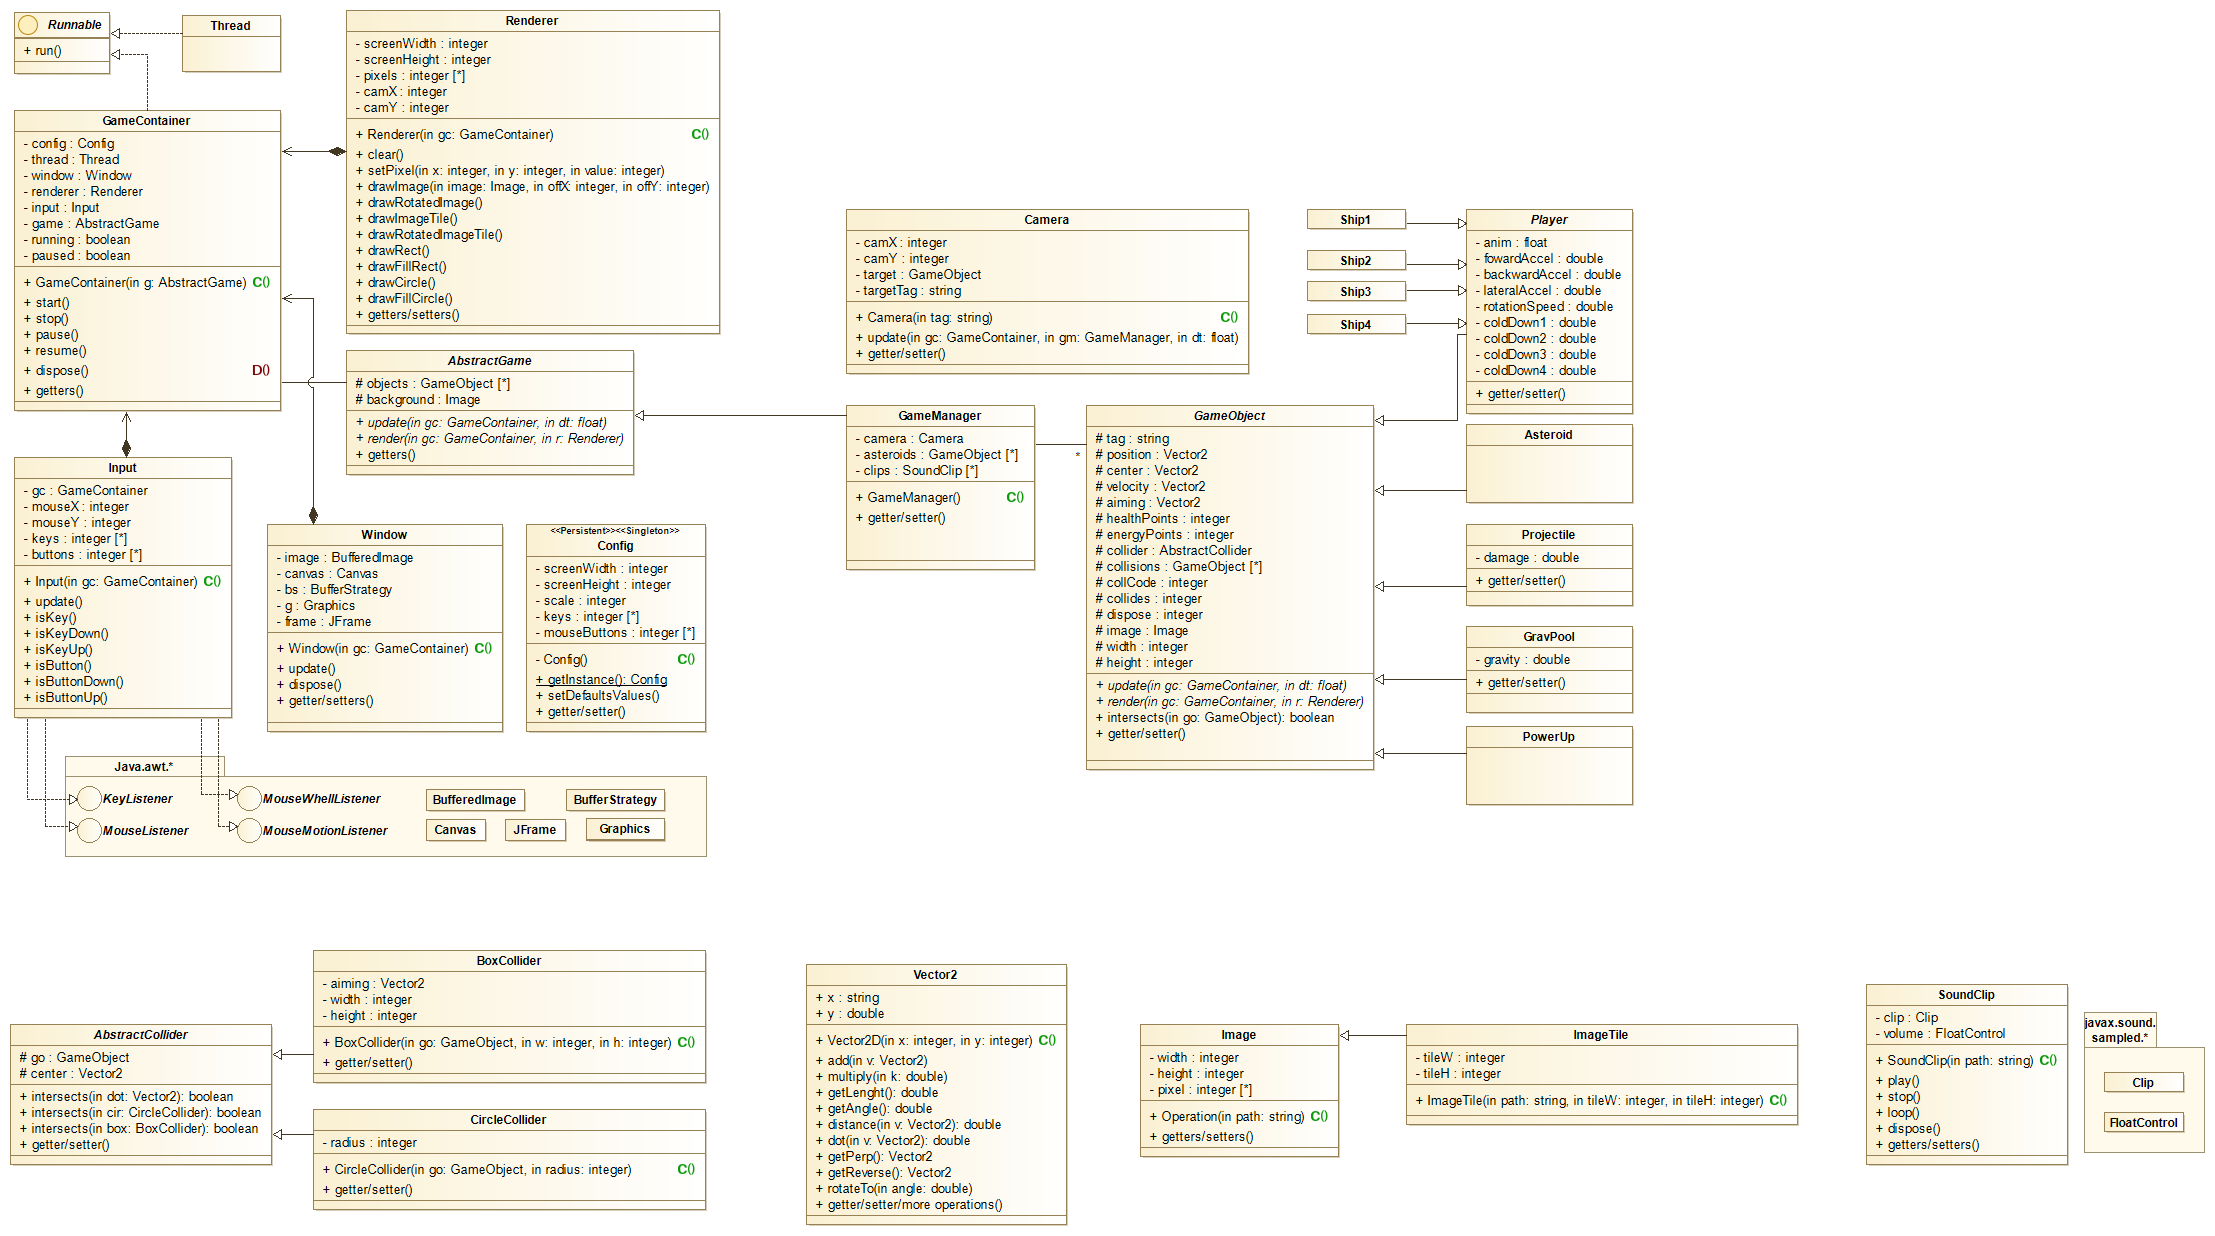 Runnable
+ run()
Thread
GameContainer
- config : Config
- thread : Thread
- window : Window
- renderer : Renderer
- input : Input
- game : AbstractGame
- running : boolean
- paused : boolean
+ GameContainer(in g: AbstractGame) C()
+ start()
+ stop()
+ pause()
+ resume()
+ dispose() D()
+ getters()
Renderer
- screenWidth : integer
- screenHeight : integer
- pixels : integer [*]
- camX : integer
- camY : integer
+ Renderer(in gc: GameContainer) C()
+ clear()
+ setPixel(in x: integer, in y: integer, in value: integer)
+ drawImage(in image: Image, in offX: integer, in offY: integer)
+ drawRotatedImage()
+ drawImageTile()
+ drawRotatedImageTile()
+ drawRect()
+ drawFillRect()
+ drawCircle()
+ drawFillCircle()
+ getters/setters()
AbstractGame
# objects : GameObject [*]
# background : Image
+ update(in gc: GameContainer, in dt: float)
+ render(in gc: GameContainer, in r: Renderer)
+ getters()
Input
- gc : GameContainer
- mouseX : integer
- mouseY : integer
- keys : integer [*]
- buttons : integer [*]
+ Input(in gc: GameContainer) C()
+ update()
+ isKey()
+ isKeyDown()
+ isKeyUp()
+ isButton()
+ isButtonDown()
+ isButtonUp()
Window
- image : BufferedImage
- canvas : Canvas
- bs : BufferStrategy
- g : Graphics
- frame : JFrame
+ Window(in gc: GameContainer) C()
+ update()
+ dispose()
+ getter/setters()
<<Persistent>><<Singleton>>
Config
- screenWidth : integer
- screenHeight : integer
- scale : integer
- keys : integer [*]
- mouseButtons : integer [*]
- Config() C()
+ getInstance(): Config
+ setDefaultsValues()
+ getter/setter()
Java.awt.*
KeyListener
MouseListener
MouseWhellListener
MouseMotionListener
BufferedImage
BufferStrategy
Canvas
JFrame
Graphics
Camera
- camX : integer
- camY : integer
- target : GameObject
- targetTag : string
+ Camera(in tag: string) C()
+ update(in gc: GameContainer, in gm: GameManager, in dt: float)
+ getter/setter()
GameManager
- camera : Camera
- asteroids : GameObject [*]
- clips : SoundClip [*]
+ GameManager() C()
+ getter/setter()
*
GameObject
# tag : string
# position : Vector2
# center : Vector2
# velocity : Vector2
# aiming : Vector2
# healthPoints : integer
# energyPoints : integer
# collider : AbstractCollider
# collisions : GameObject [*]
# collCode : integer
# collides : integer
# dispose : integer
# image : Image
# width : integer
# height : integer
+ update(in gc: GameContainer, in dt: float)
+ render(in gc: GameContainer, in r: Renderer)
+ intersects(in go: GameObject): boolean
+ getter/setter()
Ship1
Ship2
Ship3
Ship4
Player
- anim : float
- fowardAccel : double
- backwardAccel : double
- lateralAccel : double
- rotationSpeed : double
- coldDown1 : double
- coldDown2 : double
- coldDown3 : double
- coldDown4 : double
+ getter/setter()
Asteroid
Projectile
- damage : double
+ getter/setter()
GravPool
- gravity : double
+ getter/setter()
PowerUp
AbstractCollider
# go : GameObject
# center : Vector2
+ intersects(in dot: Vector2): boolean
+ intersects(in cir: CircleCollider): boolean
+ intersects(in box: BoxCollider): boolean
+ getter/setter()
BoxCollider
- aiming : Vector2
- width : integer
- height : integer
+ BoxCollider(in go: GameObject, in w: integer, in h: integer) C()
+ getter/setter()
CircleCollider
- radius : integer
+ CircleCollider(in go: GameObject, in radius: integer) C()
+ getter/setter()
Vector2
+ x : string
+ y : double
+ Vector2D(in x: integer, in y: integer) C()
+ add(in v: Vector2)
+ multiply(in k: double)
+ getLenght(): double
+ getAngle(): double
+ distance(in v: Vector2): double
+ dot(in v: Vector2): double
+ getPerp(): Vector2
+ getReverse(): Vector2
+ rotateTo(in angle: double)
+ getter/setter/more operations()
Image
- width : integer
- height : integer
- pixel : integer [*]
+ Operation(in path: string) C()
+ getters/setters()
ImageTile
- tileW : integer
- tileH : integer
+ ImageTile(in path: string, in tileW: integer, in tileH: integer) C()
SoundClip
- clip : Clip
- volume : FloatControl
+ SoundClip(in path: string) C()
+ play()
+ stop()
+ loop()
+ dispose()
+ getters/setters()
javax.sound.
sampled.*
Clip
FloatControl